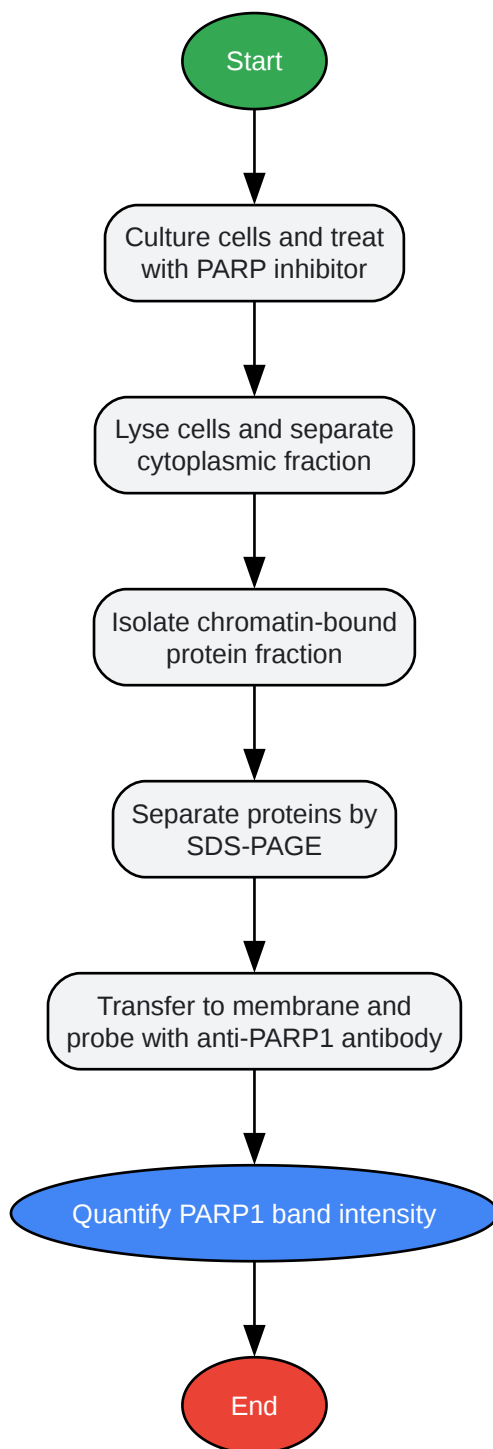 Start
Culture cells and treat
with PARP inhibitor
Lyse cells and separate
cytoplasmic fraction
Isolate chromatin-bound
protein fraction
Separate proteins by
SDS-PAGE
Transfer to membrane and
probe with anti-PARP1 antibody
Quantify PARP1 band intensity
End